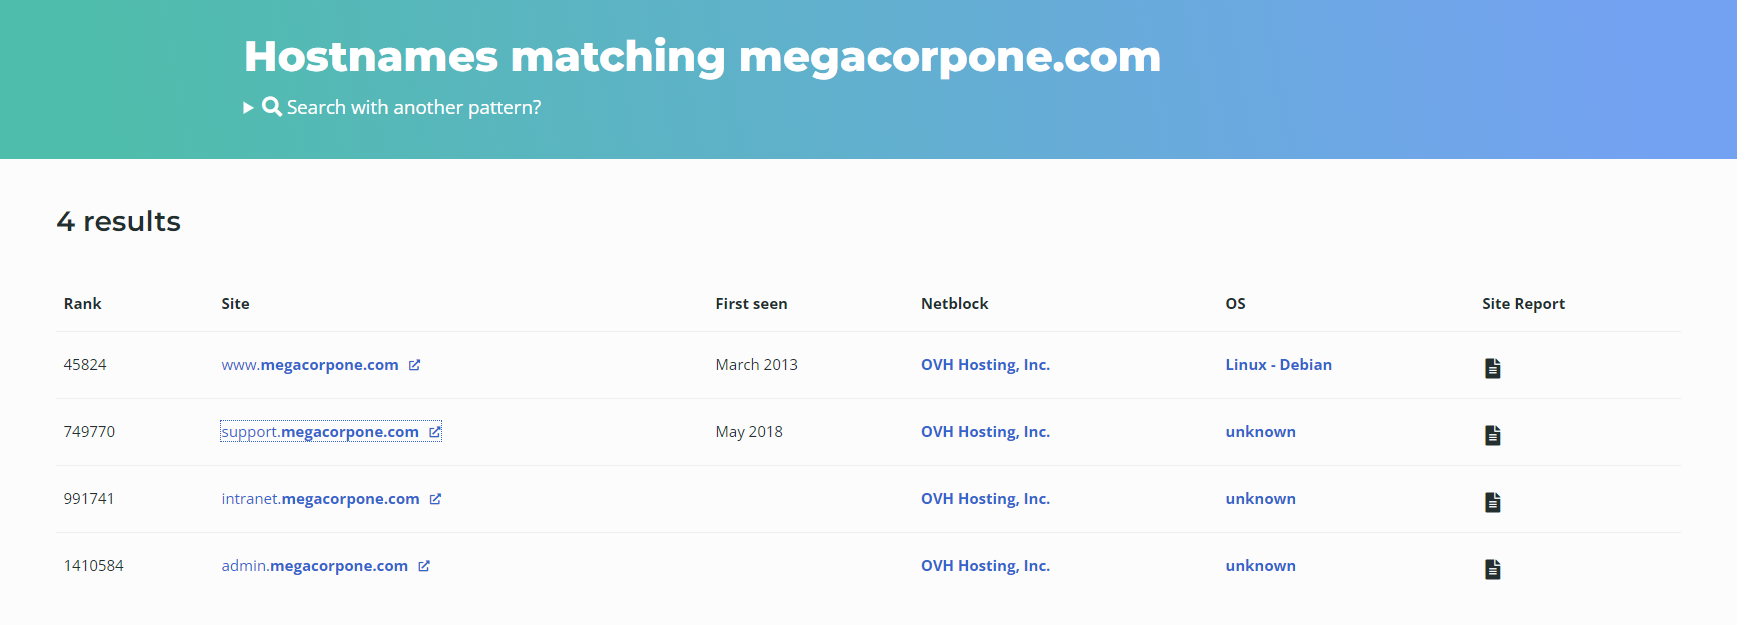 Hostnames matching megacorpone.com
Search with another pattern?
4 results
Rank Site First seen Netblock OS Site Report
45824 www.megacorpone.com March 2013 OVH Hosting, Inc. Linux - Debian
749770 support.megacorpone.com May 2018 OVH Hosting, Inc. unknown
991741 intranet.megacorpone.com OVH Hosting, Inc. unknown
1410584 admin.megacorpone.com OVH Hosting, Inc. unknown